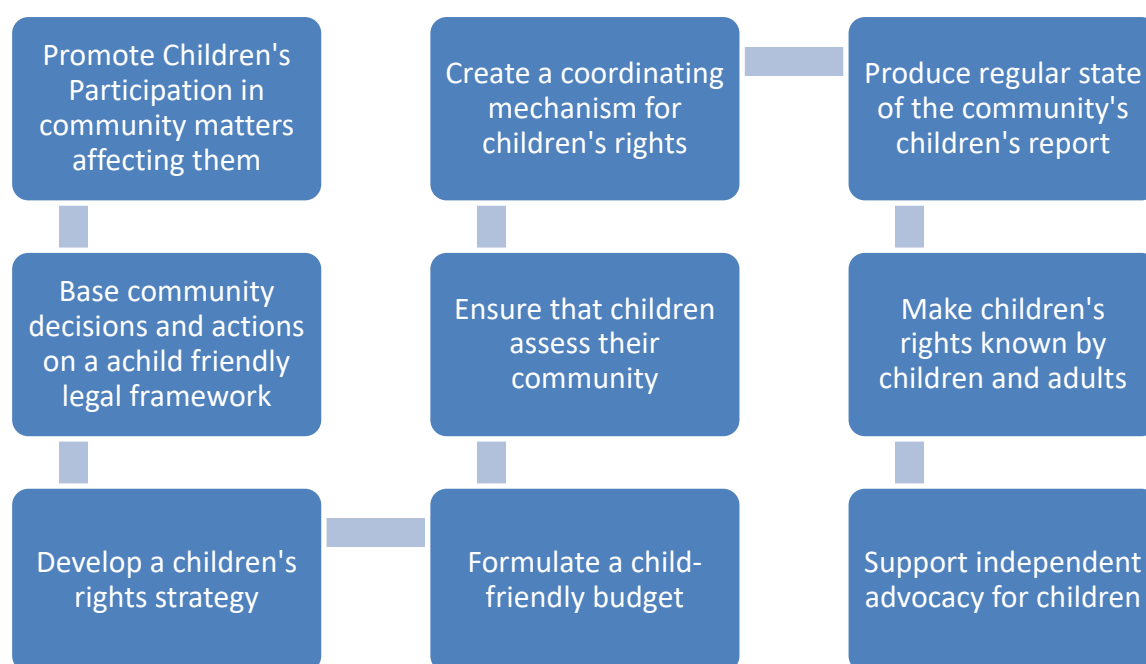 Promote Children's
Participation in
community matters
affecting them
Base community
decisions and actions
on a achild friendly
legal framework
Develop a children's
rights strategy
Formulate a child-
friendly budget
Ensure that children
assess their
community
Create a coordinating
mechanism for
children's rights
Produce regular state
of the community's
children's report
Make children's
rights known by
children and adults
Support independent
advocacy for children